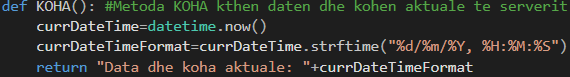 def KOHA(): #Metoda KOHA kthen daten dhe kohen aktuale te serverit
currDateTime=datetime.now()
currDateTimeFormat=currDateTime.strftime("%d/%m/%Y, %H:%M:%S")
return "Data dhe koha aktuale: "+currDateTimeFormat